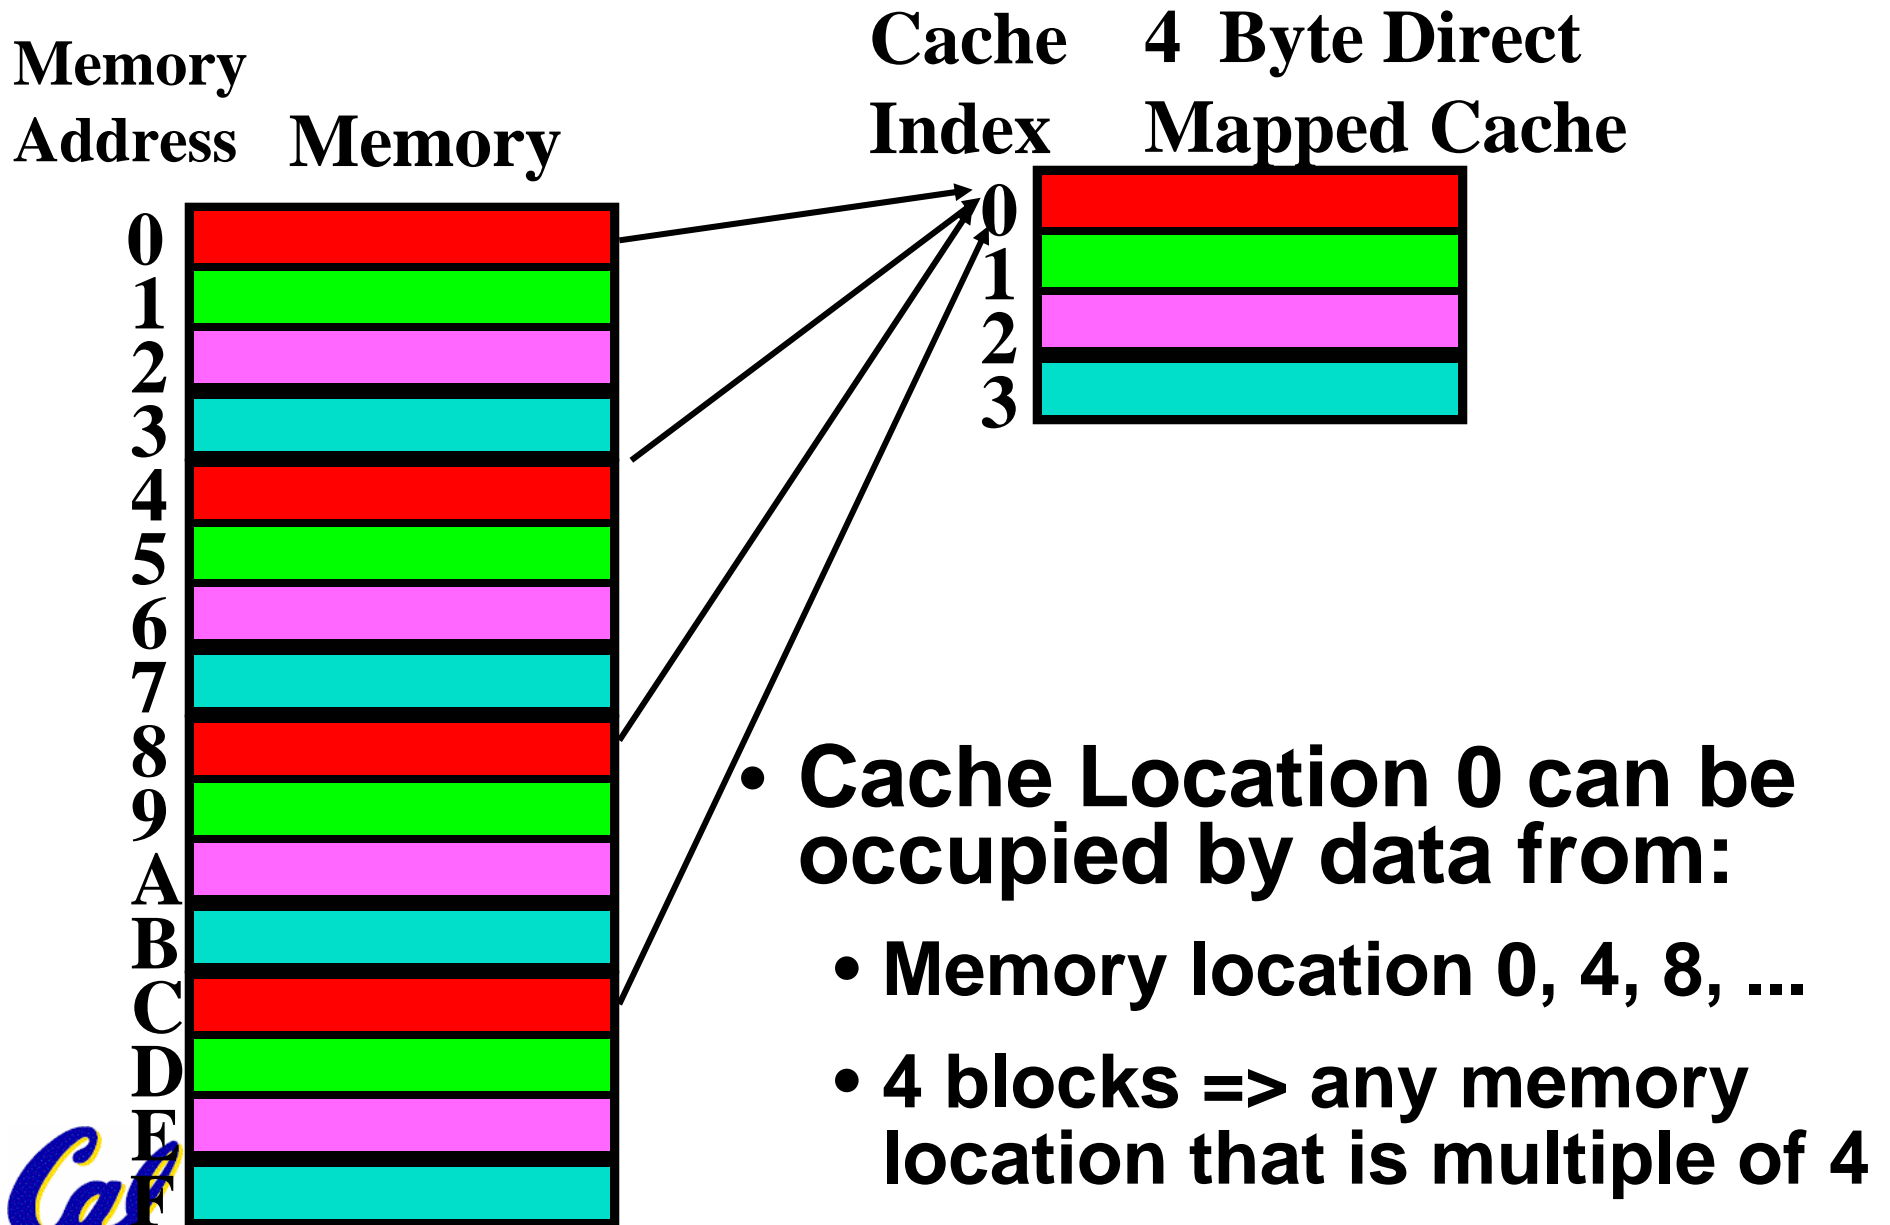 Memory
Address
Memory
Cache
Index
4 Byte Direct
Mapped Cache
0
1
2
3
4
5
6
7
8
9
A
B
C
D
E
F
0
1
2
3
• Cache Location 0 can be
occupied by data from:
• Memory location 0, 4, 8, ...
• 4 blocks => any memory
location that is multiple of 4
Cal